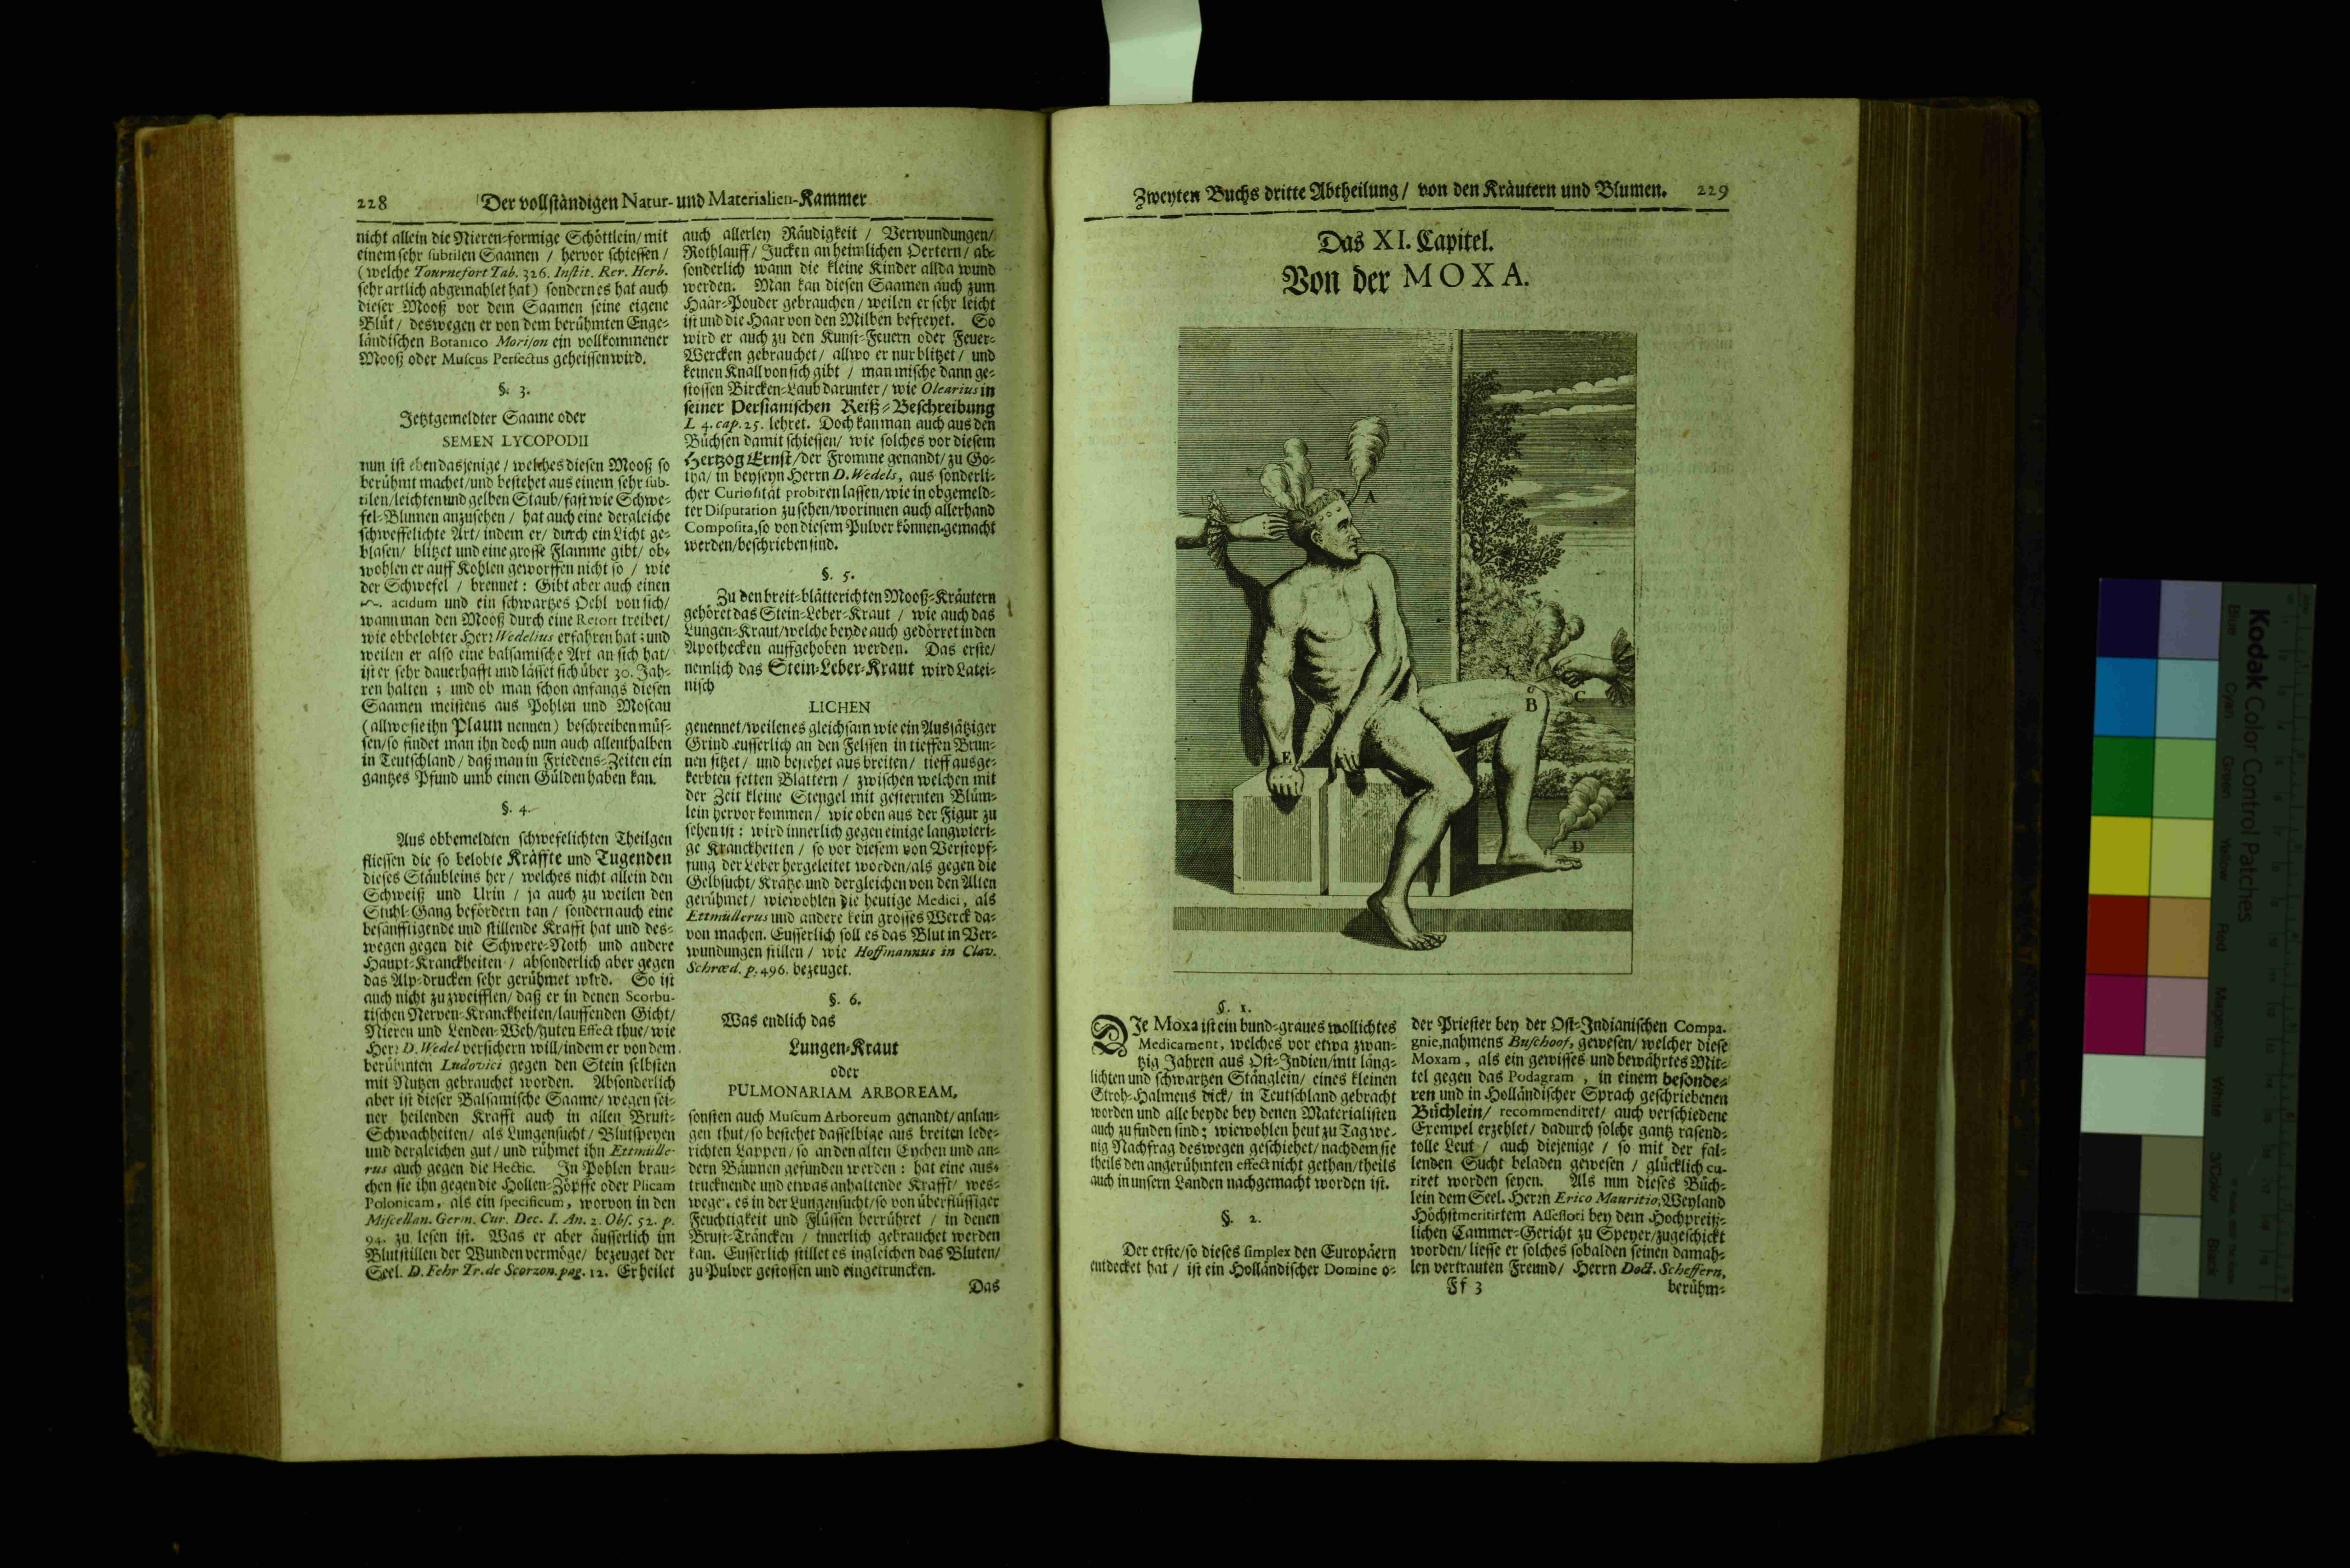 228 Der vollständigen Natur- und Materialien-Kammer
nicht allein die Nieren-formige Schöttlein/ mit
einem sehr subtilen Saamen / hervor schiessen /
(welche Tournefort Tab. 326. Instit. Rer. Herb.
sehr artlich abgemahlet hat) sondern es hat auch
dieser Mooß vor dem Saamen seine eigene
Blüt / deswegen er von dem berühmten Enge-
ländischen Botanico Morison ein vollkommener
Mooß oder Muscus Perfectus geheissen wird.
§. 3.
Jetztgemeldter Saame oder
SEMEN LYCOPODII
nun ist eben dasjenige / welches diesen Mooß so
berühmt machet/und bestehet aus einem sehr sub-
tilen/leichten und gelben Staub/fast wie Schwe-
fel-Blumen anzusehen / hat auch eine dergleiche
schweffelichte Art/ indem er/ durch ein Licht ge-
blasen/ blitzet und eine grosse Flamme gibt/ ob-
wohlen er auff Kohlen geworffen nicht so / wie
der Schwefel / brennet: Gibt aber auch einen
acidum und ein schwartzes Oehl von sich/
wann man den Mooß durch eine Retort treibet/
wie obbelobter Herr Wedelius erfahren hat; und
weilen er also eine balsamische Art an sich hat/
ist er sehr dauerhafft und lässet sich über 30. Jah-
ren halten ; und ob man schon anfangs diesen
Saamen meistens aus Pohlen und Moscau
(allwo sie ihn Plaun nennen) beschreiben müs-
sen/so findet man ihn doch nun auch allenthalben
in Teutschland / daß man in Friedens-Zeiten ein
gantzes Pfund umb einen Gülden haben kan.
§. 4.
Aus obbemeldten schwefelichten Theilgen
fliessen die so belobte Kräffte und Tugenden
dieses Stäubleins her / welches nicht allein den
Schweiß und Urin / ja auch zu weilen den
Stuhl-Gang befördern kan / sondern auch eine
besänfftigende und stillende Krafft hat und des-
wegen gegen die Schwere-Noth und andere
Haupt-Kranckheiten / absonderlich aber gegen
das Alp-drucken sehr gerühmet wird. So ist
auch nicht zu zweifflen/ daß er in denen Scorbu-
tischen Nerven-Kranckheiten/lauffenden Gicht/
Nieren und Lenden-Weh/guten Effect thue/ wie
Herr D. Wedel versichern will/indem er von dem
berühmten Ludovici gegen den Stein selbsten
mit Nutzen gebrauchet worden. Absonderlich
aber ist dieser Balsamische Saame/ wegen sei-
ner heilenden Krafft auch in allen Brust-
Schwachheiten/ als Lungensucht/ Blutspeyen
und dergleichen gut/ und rühmet ihn Ettmülle-
rus auch gegen die Hectic. In Pohlen brau-
chen sie ihn gegen die Hollen-Zöpffe oder Plicam
Polonicam, als ein specificum, worvon in den
Miscellan. Germ. Cur. Dec. I. An. 2. Obs. 52. p.
94. zu lesen ist. Was er aber äusserlich im
Blutstillen der Wunden vermöge/ bezeuget der
Seel. D. Fehr Tr. de Scorzon. pag. 12. Er heilet
auch allerley Räudigkeit / Verwundungen/
Rothlauff/ Jucken an heimlichen Oertern/ ab-
sonderlich wann die kleine Kinder allda wund
werden. Man kan diesen Saamen auch zum
Haar-Pouder gebrauchen/ weilen er sehr leicht
ist und die Haar von den Milben befreyet. So
wird er auch zu den Kunst-Feuern oder Feuer-
Wercken gebrauchet/ allwo er nur blitzet / und
keinen Knall von sich gibt / man mische dann ge-
stossen Bircken-Laub darunter/ wie Olearius in
seiner Persianischen Reiß-Beschreibung
L 4. cap. 25. lehret. Doch kan man auch aus den
Büchsen damit schiessen/ wie solches vor diesem
Hertzog Ernst/der Fromme genandt/ zu Go-
tha/ in beyseyn Herrn D. Wedels, aus sonderli-
cher Curiosität probiren lassen/wie in obgemeld-
ter Disputation zu sehen/worinnen auch allerhand
Composita, so von diesem Pulver können gemacht
werden/beschrieben sind.
§. 5.
Zu den breit-blätterichten Mooß-Kräutern
gehöret das Stein-Leber-Kraut / wie auch das
Lungen-Kraut/welche beyde auch gedörret in den
Apothecken auffgehoben werden. Das erste/
nemlich das Stein-Leber-Kraut wird Latei-
nisch
LICHEN
genennet/weilen es gleichsam wie ein Aussätziger
Grind eusserlich an den Felssen in tieffen Brun-
nen sitzet / und bestehet aus breiten/ tieff ausge-
kerbten fetten Blättern / zwischen welchen mit
der Zeit kleine Stengel mit gesternten Blüm-
lein hervor kommen/ wie oben aus der Figur zu
sehen ist : wird innerlich gegen einige langwieri-
ge Kranckheiten / so vor diesem von Verstopf-
fung der Leber hergeleitet worden/als gegen die
Gelbsucht/ Krätze und dergleichen von den Alten
gerühmet/ wiewohlen die heutige Medici, als
Ettmüllerus und andere kein grosses Werck da-
von machen. Eusserlich soll es das Blut in Ver-
wundungen stillen / wie Hoffmannus in Clav.
Schrœd. p. 496. bezeuget.
§. 6.
Was endlich das
Lungen-Kraut
oder
PULMONARIAM ARBOREAM,
sonsten auch Muscum Arboreum genandt/ anlan-
gen thut/so bestehet dasselbige aus breiten lede-
richten Lappen/ so an den alten Eychen und an-
dern Bäumen gefunden werden: hat eine aus-
trucknende und etwas anhaltende Krafft/ wes-
wegen es in der Lungensucht/so von überflüssiger
Feuchtigkeit und Flüssen herrühret / in denen
Brust-Träncken / innerlich gebrauchet werden
kan. Eusserlich stillet es ingleichen das Bluten/
zu Pulver gestossen und eingetruncken.
Das
Zweyten Buchs dritte Abtheilung/ von den Kräutern und Blumen. 229
Das XI. Capitel.
Von der MOXA.
A
B
C
E
D
§. 1.
DIe Moxa ist ein bund-graues wollichtes
Medicament, welches vor etwa zwan-
tzig Jahren aus Ost-Indien/mit läng-
lichten und schwartzen Stänglein/ eines kleinen
Stroh-Halmens dick/ in Teutschland gebracht
worden und alle beyde bey denen Materialisten
auch zu finden sind; wiewohlen heut zu Tag we-
nig Nachfrag deswegen geschiehet/ nachdem sie
theils den angerühmten effect nicht gethan/theils
auch in unsern Landen nachgemacht worden ist.
§. 2.
Der erste/so dieses simplex den Europäern
entdecket hat / ist ein Holländischer Domine o-
der Priester bey der Ost-Indianischen Compa.
gnie, nahmens Buschoof, gewesen/ welcher diese
Moxam, als ein gewisses und bewährtes Mit-
tel gegen das Podagram, in einem besonde-
ren und in Holländischer Sprach geschriebenen
Büchlein/ recommendiret/ auch verschiedene
Exempel erzehlet/ dadurch solche gantz rasend-
tolle Leut / auch diejenige / so mit der fal-
lenden Sucht beladen gewesen / glücklich cu-
riret worden seyen. Als nun dieses Büch-
lein dem Seel. Herrn Erico Mauritio, Weyland
Höchstmeritirtem Assessori bey dem Hochpreiß-
lichen Cammer-Gericht zu Speyer/zugeschickt
worden/ liesse er solches sobalden seinen damah-
len vertrauten Freund/ Herrn Doct. Scheffern,
Ff 3 berühm-
Kodak Color Control Patches
Blue Cyan Green Yellow Red Magenta White 3/Color Black